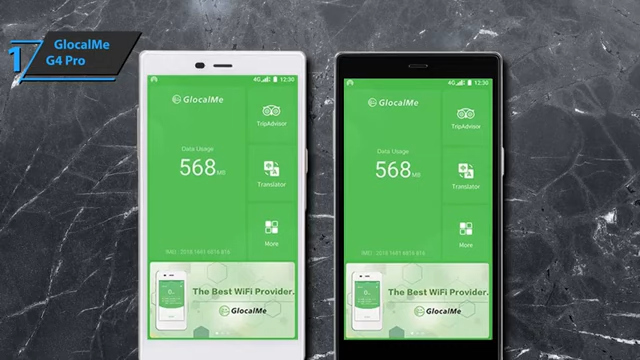 1
GlocalMe
G4 Pro
4G 12:30
GlocalMe
TripAdvisor
Data Usage
568 MB
Translator
More
The Best WiFi Provider.
GlocalMe
4G 12:30
GlocalMe
TripAdvisor
Data Usage
568 MB
Translator
More
The Best WiFi Provider.
GlocalMe